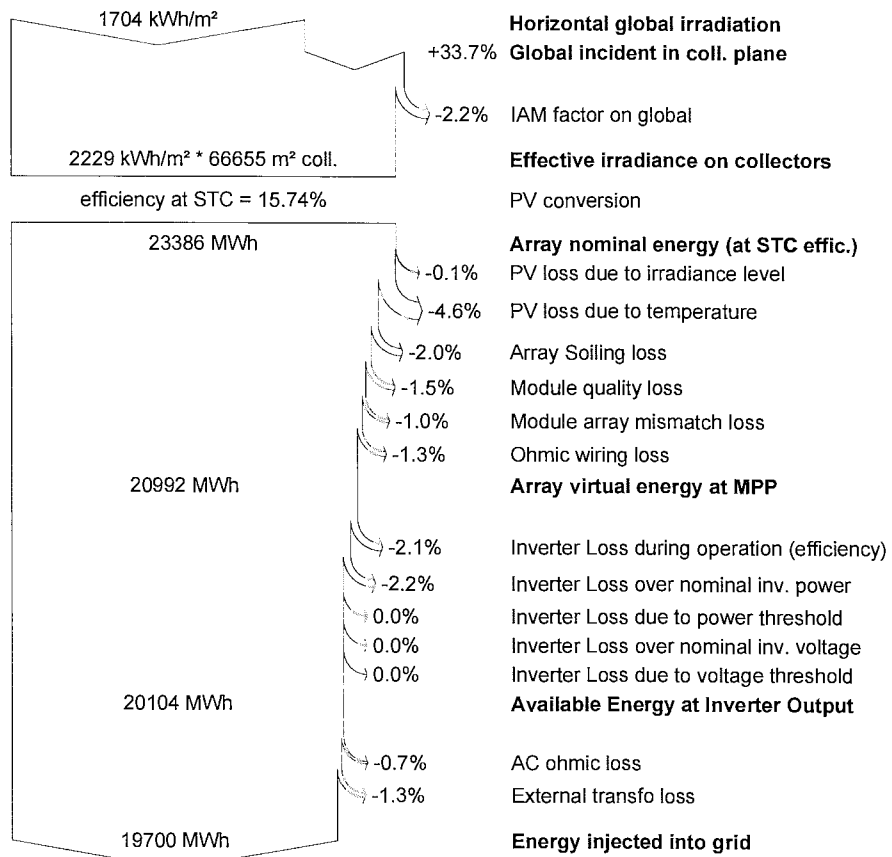 1704 kWh/m² Horizontal global irradiation
+33.7% Global incident in coll. plane
-2.2% IAM factor on global
2229 kWh/m² * 66655 m² coll. Effective irradiance on collectors
efficiency at STC = 15.74% PV conversion
23386 MWh Array nominal energy (at STC effic.)
-0.1% PV loss due to irradiance level
-4.6% PV loss due to temperature
-2.0% Array Soiling loss
-1.5% Module quality loss
-1.0% Module array mismatch loss
-1.3% Ohmic wiring loss
20992 MWh Array virtual energy at MPP
-2.1% Inverter Loss during operation (efficiency)
-2.2% Inverter Loss over nominal inv. power
0.0% Inverter Loss due to power threshold
0.0% Inverter Loss over nominal inv. voltage
0.0% Inverter Loss due to voltage threshold
20104 MWh Available Energy at Inverter Output
-0.7% AC ohmic loss
-1.3% External transfo loss
19700 MWh Energy injected into grid